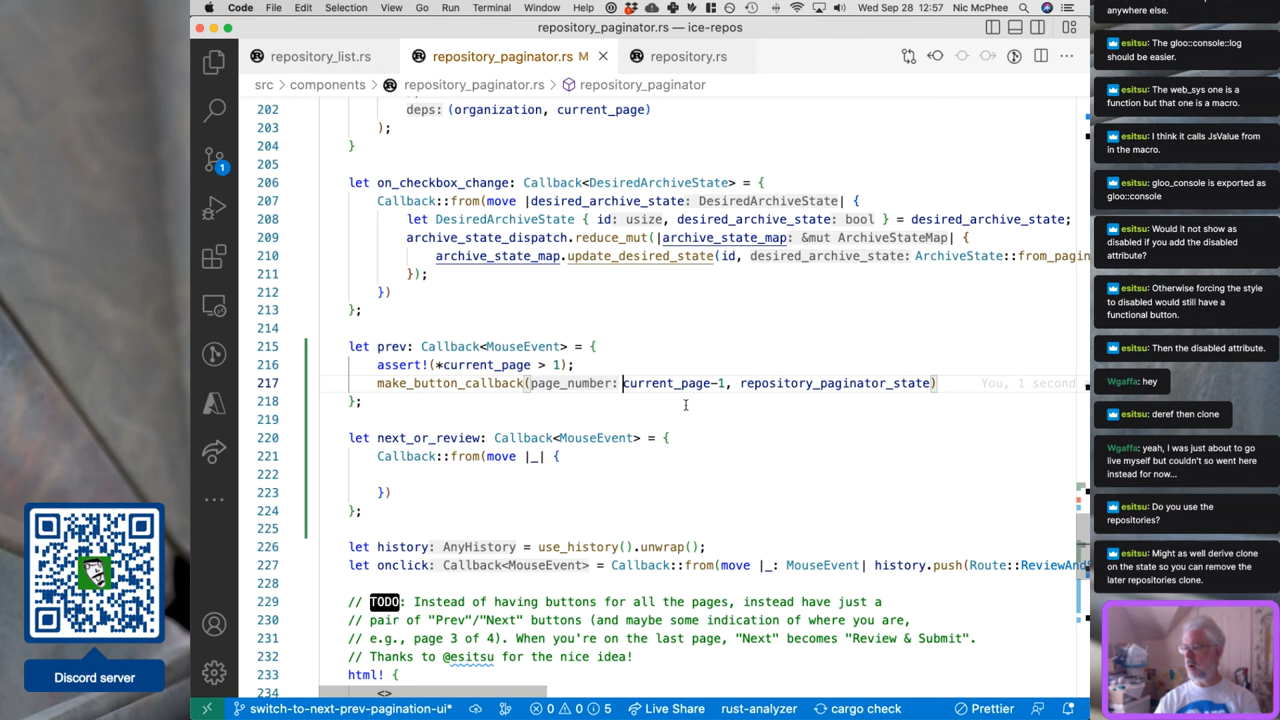 Code File Edit Selection View Go Run Terminal Window Help Wed Sep 28 12:57 Nic McPhee
repository_paginator.rs — ice-repos
repository_list.rs repository_paginator.rs M repository.rs
src components repository_paginator.rs repository_paginator
202 deps: (organization, current_page)
203 );
204 }
205
206 let on_checkbox_change: Callback<DesiredArchiveState> = {
207 Callback::from(move |desired_archive_state: DesiredArchiveState| {
208 let DesiredArchiveState { id: usize, desired_archive_state: bool } = desired_archive_state;
209 archive_state_dispatch.reduce_mut(|archive_state_map: &mut ArchiveStateMap| {
210 archive_state_map.update_desired_state(id, desired_archive_state: ArchiveState::from_pagin
211 });
212 })
213 };
214
215 let prev: Callback<MouseEvent> = {
216 assert!(*current_page > 1);
217 make_button_callback(page_number: current_page-1, repository_paginator_state) You, 1 second
218 };
219
220 let next_or_review: Callback<MouseEvent> = {
221 Callback::from(move |_| {
222
223 })
224 };
225
226 let history: AnyHistory = use_history().unwrap();
227 let onclick: Callback<MouseEvent> = Callback::from(move |_: MouseEvent| history.push(Route::ReviewAnd
228
229 // TODO: Instead of having buttons for all the pages, instead have just a
230 // pair of "Prev"/"Next" buttons (and maybe some indication of where you are,
231 // e.g., page 3 of 4). When you're on the last page, "Next" becomes "Review & Submit".
232 // Thanks to @esitsu for the nice idea!
233 html! {
234 <>
1
switch-to-next-prev-pagination-ui* 0 0 5 Live Share rust-analyzer cargo check Prettier
Discord server
anywhere else.
esitsu: The gloo::console::log
should be easier.
esitsu: The web_sys one is a
function but that one is a macro.
esitsu: I think it calls JsValue from
in the macro.
esitsu: gloo_console is exported as
gloo::console
esitsu: Would it not show as
disabled if you add the disabled
attribute?
esitsu: Otherwise forcing the style
to disabled would still have a
functional button.
esitsu: Then the disabled attribute.
Wgaffa: hey
esitsu: deref then clone
Wgaffa: yeah, I was just about to go
live myself but couldn't so went here
instead for now...
esitsu: Do you use the
repositories?
esitsu: Might as well derive clone
on the state so you can remove the
later repositories clone.